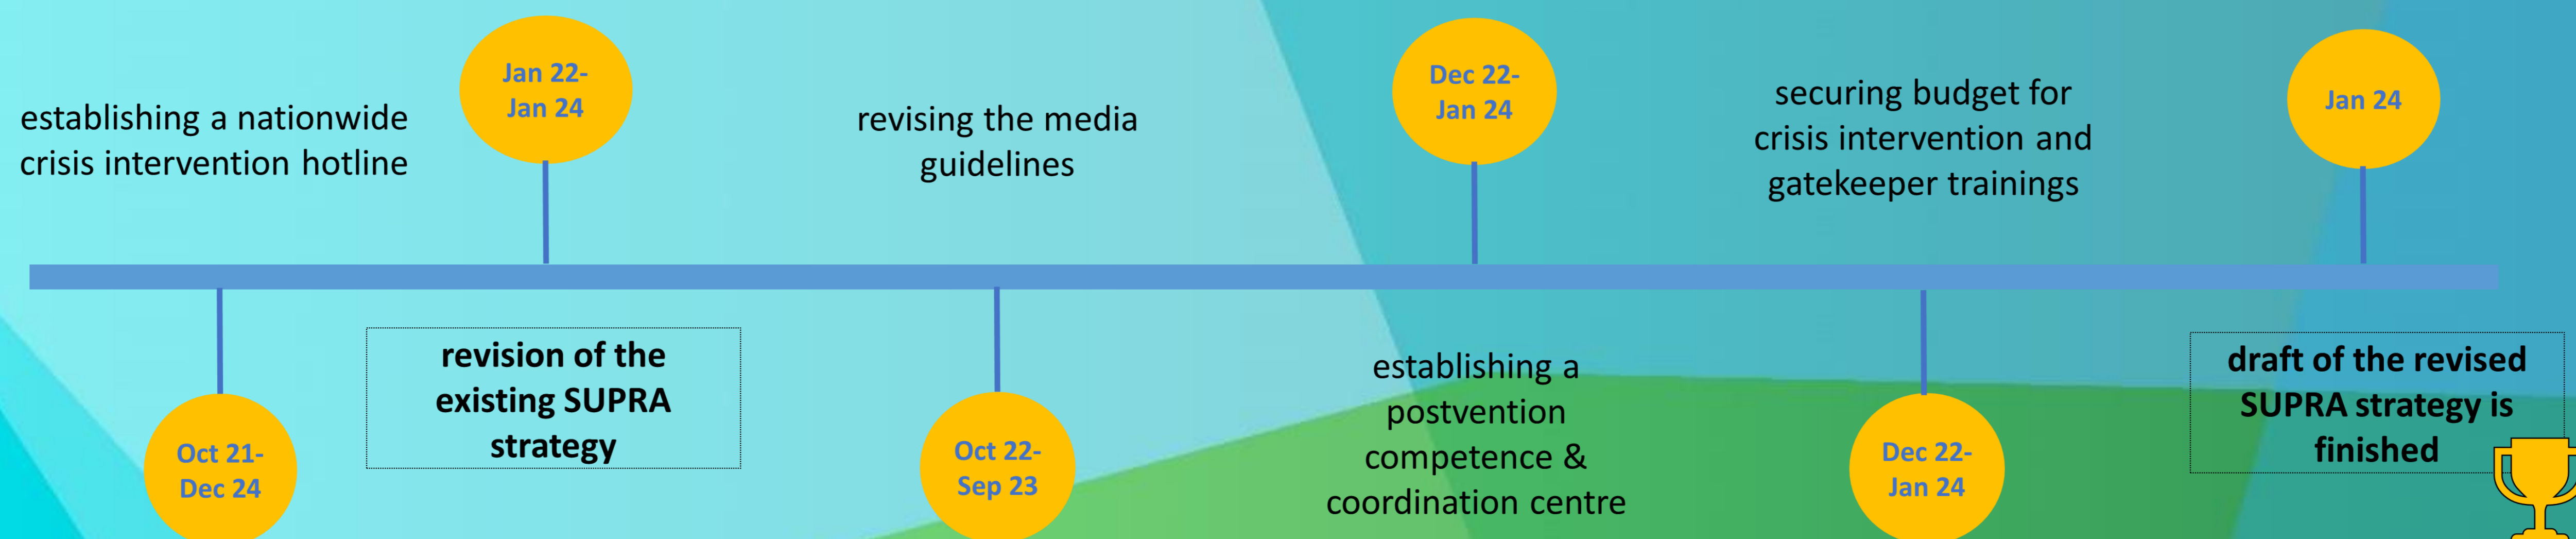 establishing a nationwide
crisis intervention hotline
Oct 21-
Dec 24
Jan 22-
Jan 24
revision of the
existing SUPRA
strategy
revising the media
guidelines
Oct 22-
Sep 23
Dec 22-
Jan 24
establishing a
postvention
competence &
coordination centre
securing budget for
crisis intervention and
gatekeeper trainings
Dec 22-
Jan 24
Jan 24
draft of the revised
SUPRA strategy is
finished